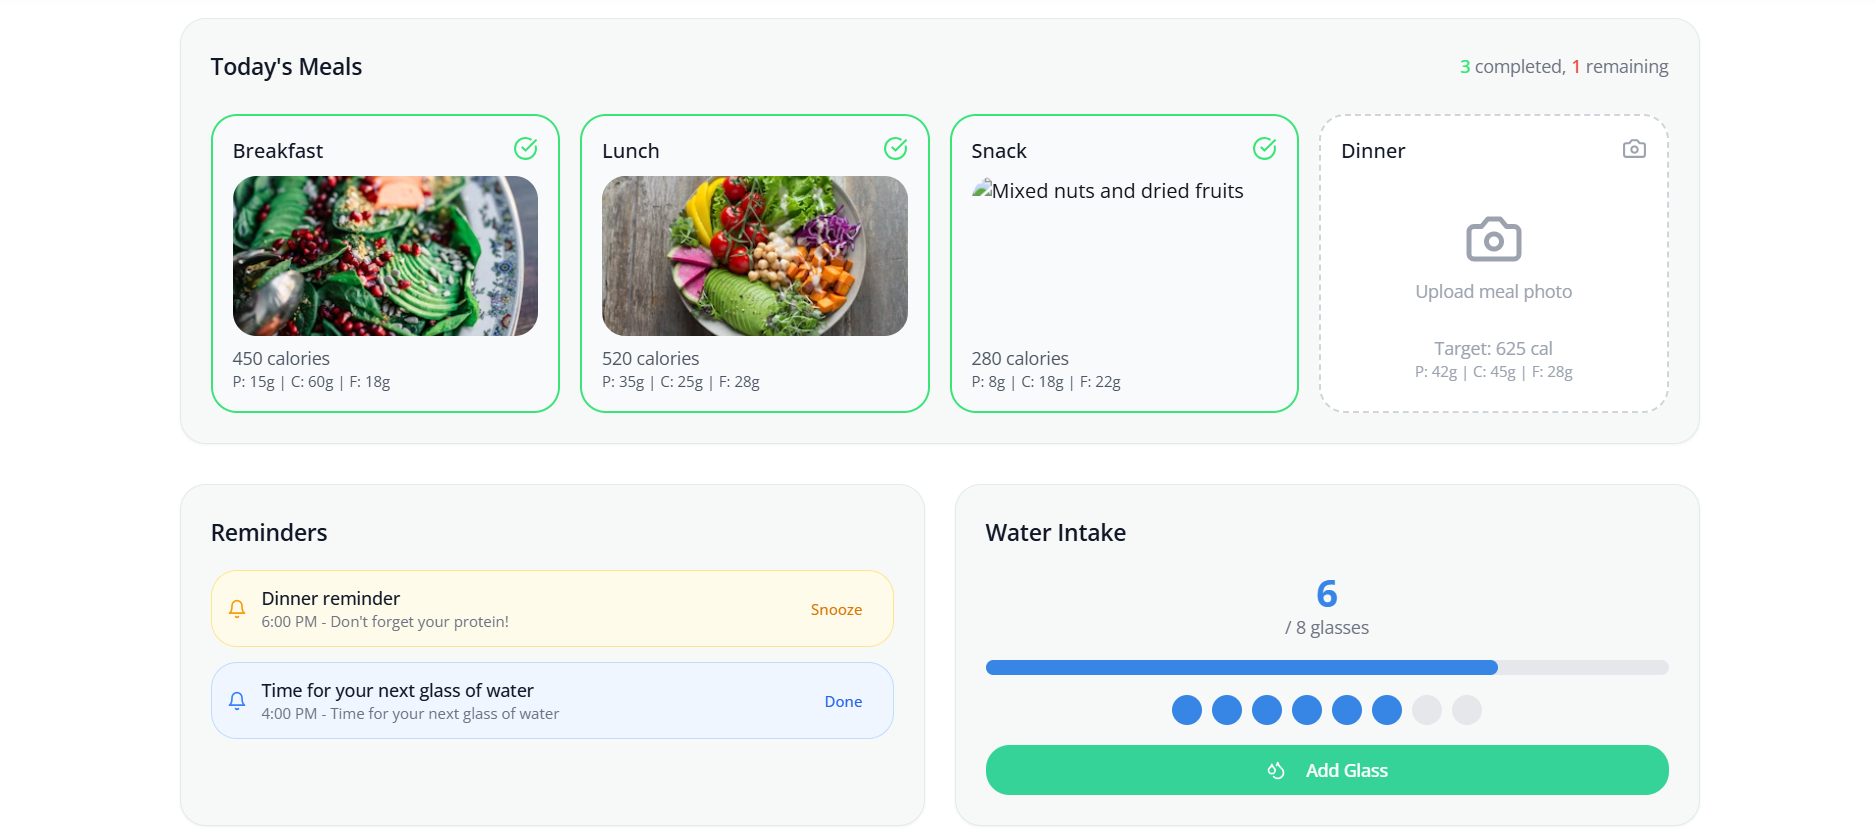 Today's Meals
3 completed, 1 remaining
Breakfast
450 calories
P: 15g | C: 60g | F: 18g
Lunch
520 calories
P: 35g | C: 25g | F: 28g
Snack
Mixed nuts and dried fruits
280 calories
P: 8g | C: 18g | F: 22g
Dinner
Upload meal photo
Target: 625 cal
P: 42g | C: 45g | F: 28g
Reminders
Dinner reminder
6:00 PM - Don't forget your protein!
Snooze
Time for your next glass of water
4:00 PM - Time for your next glass of water
Done
Water Intake
6
/ 8 glasses
Add Glass